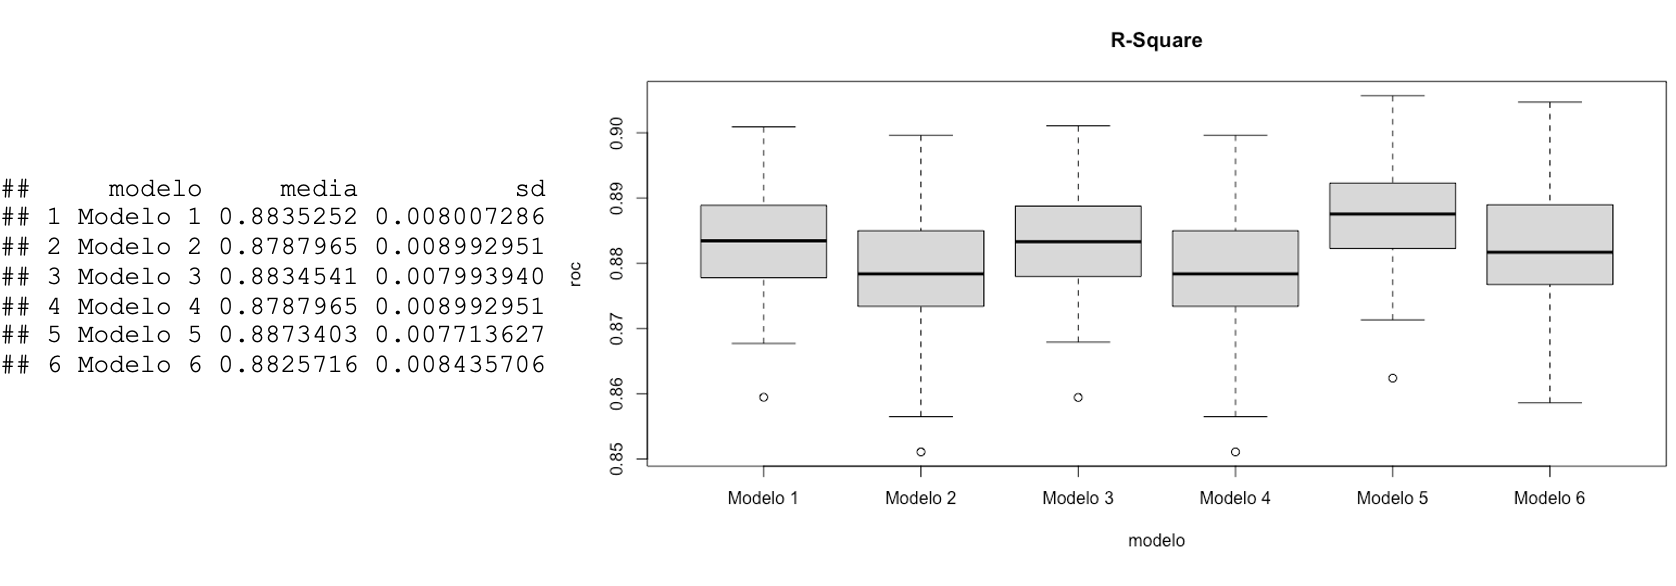 ##     modelo     media          sd
## 1 Modelo 1 0.8835252 0.008007286
## 2 Modelo 2 0.8787965 0.008992951
## 3 Modelo 3 0.8834541 0.007993940
## 4 Modelo 4 0.8787965 0.008992951
## 5 Modelo 5 0.8873403 0.007713627
## 6 Modelo 6 0.8825716 0.008435706
R-Square
roc
0.90
0.89
0.88
0.87
0.86
0.85
Modelo 1 Modelo 2 Modelo 3 Modelo 4 Modelo 5 Modelo 6
modelo